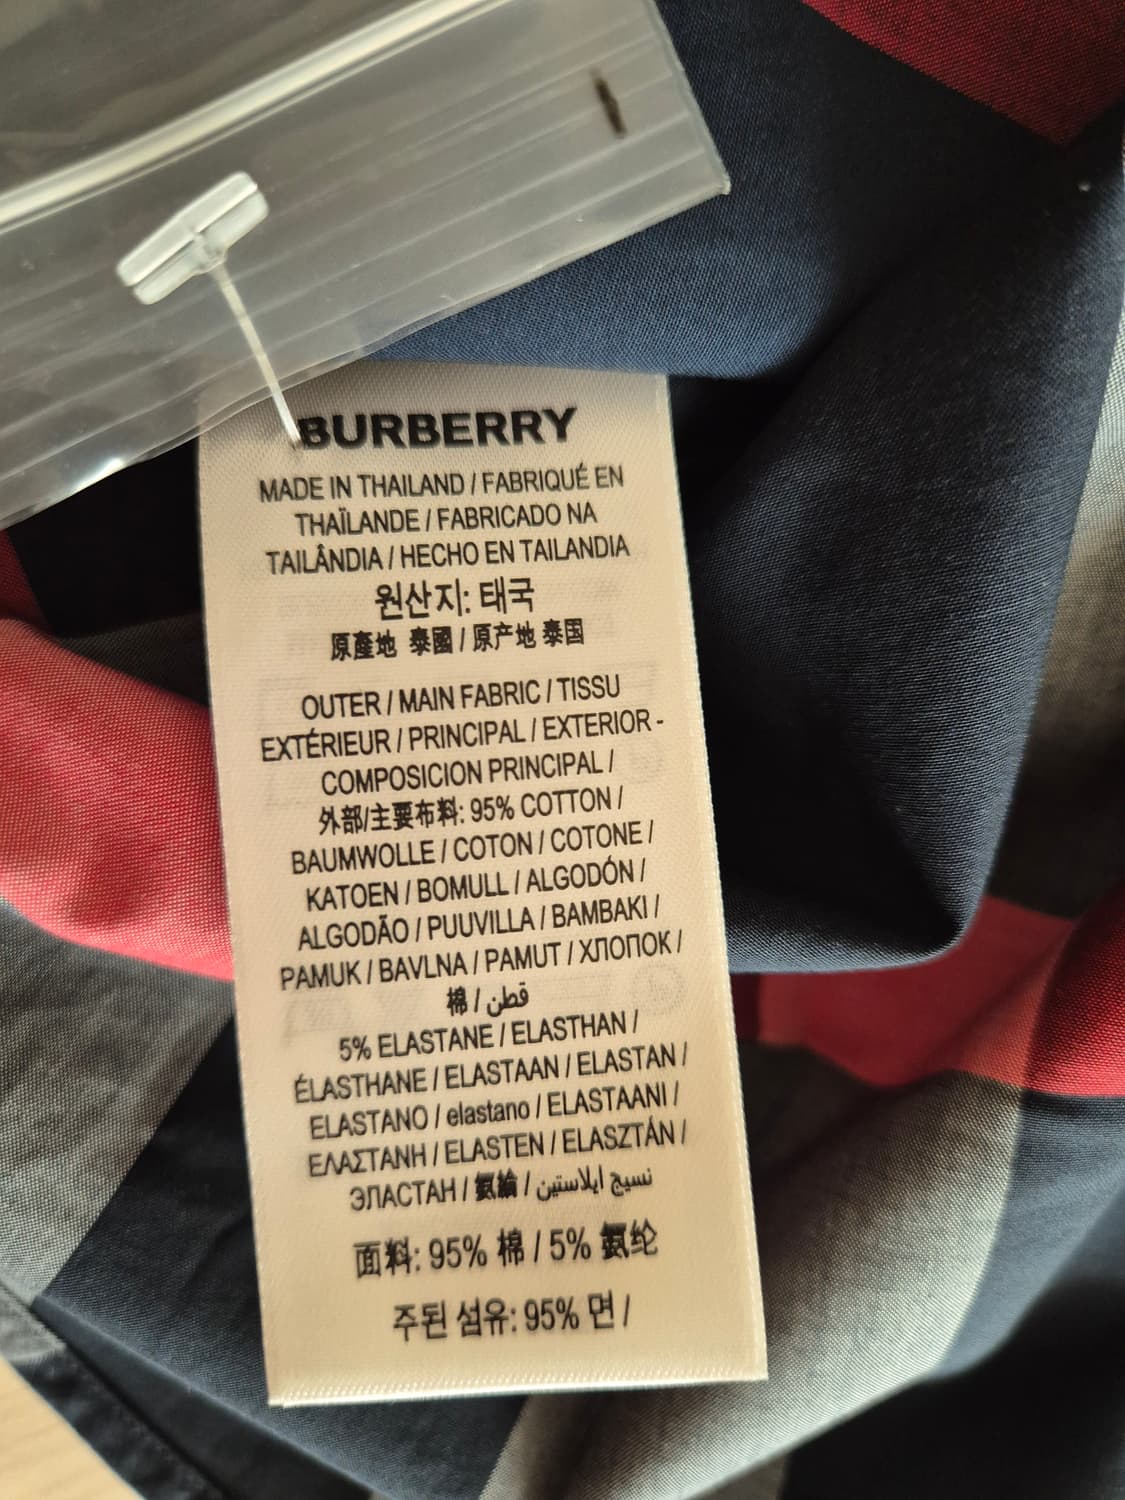 BURBERRY
MADE IN THAILAND / FABRIQUÉ EN
THAÏLANDE / FABRICADO NA
TAILÂNDIA / HECHO EN TAILANDIA
원산지: 태국
原產地 泰國 / 原产地 泰国
OUTER / MAIN FABRIC / TISSU
EXTÉRIEUR / PRINCIPAL / EXTERIOR -
COMPOSICION PRINCIPAL /
外部/主要布料: 95% COTTON /
BAUMWOLLE / COTON / COTONE /
KATOEN / BOMULL / ALGODÓN /
ALGODÃO / PUUVILLA / BAMBAKI /
PAMUK / BAVLNA / PAMUT / ХЛОПОК /
棉 / قطن
5% ELASTANE / ELASTHAN /
ÉLASTHANE / ELASTAAN / ELASTAN /
ELASTANO / elastano / ELASTAANI /
ΕΛΑΣΤΑΝΗ / ELASTEN / ELASZTÁN /
ЭЛАСТАН / 氨綸 / نسيج ايلاستين
面料: 95% 棉 / 5% 氨纶
주된 섬유: 95% 면 /